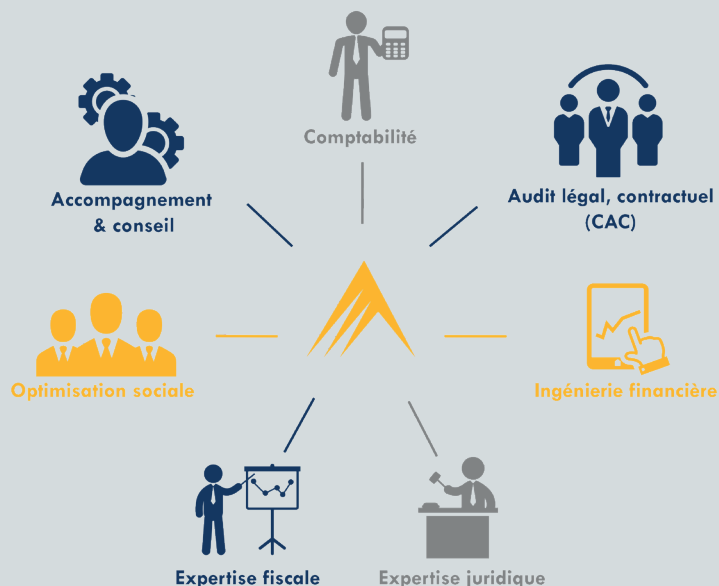 Comptabilité
Accompagnement
& conseil
Audit légal, contractuel
(CAC)
Optimisation sociale
Ingénierie financière
Expertise fiscale
Expertise juridique